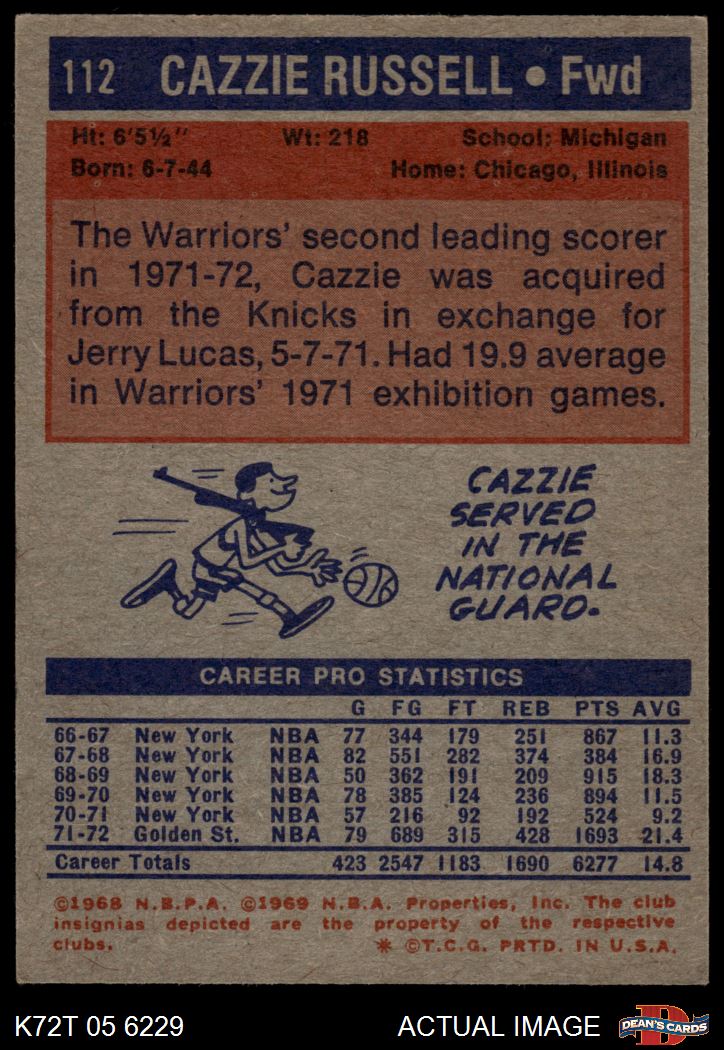 112 CAZZIE RUSSELL • Fwd
Ht: 6'5½" Wt: 218 School: Michigan
Born: 6-7-44 Home: Chicago, Illinois
The Warriors' second leading scorer
in 1971-72, Cazzie was acquired
from the Knicks in exchange for
Jerry Lucas, 5-7-71. Had 19.9 average
in Warriors' 1971 exhibition games.
CAZZIE
SERVED
IN THE
NATIONAL
GUARD.
CAREER PRO STATISTICS
G FG FT REB PTS AVG
66-67 New York NBA 77 344 179 251 867 11.3
67-68 New York NBA 82 551 282 374 384 16.9
68-69 New York NBA 50 362 191 209 915 18.3
69-70 New York NBA 78 385 124 236 894 11.5
70-71 New York NBA 57 216 92 192 524 9.2
71-72 Golden St. NBA 79 689 315 428 1693 21.4
Career Totals 423 2547 1183 1690 6277 14.8
©1968 N.B.P.A. ©1969 N.B.A. Properties, Inc. The club
insignias depicted are the property of the respective
clubs. * ©T.C.G. PRTD. IN U.S.A.
K72T 05 6229 ACTUAL IMAGE DEAN'S CARDS